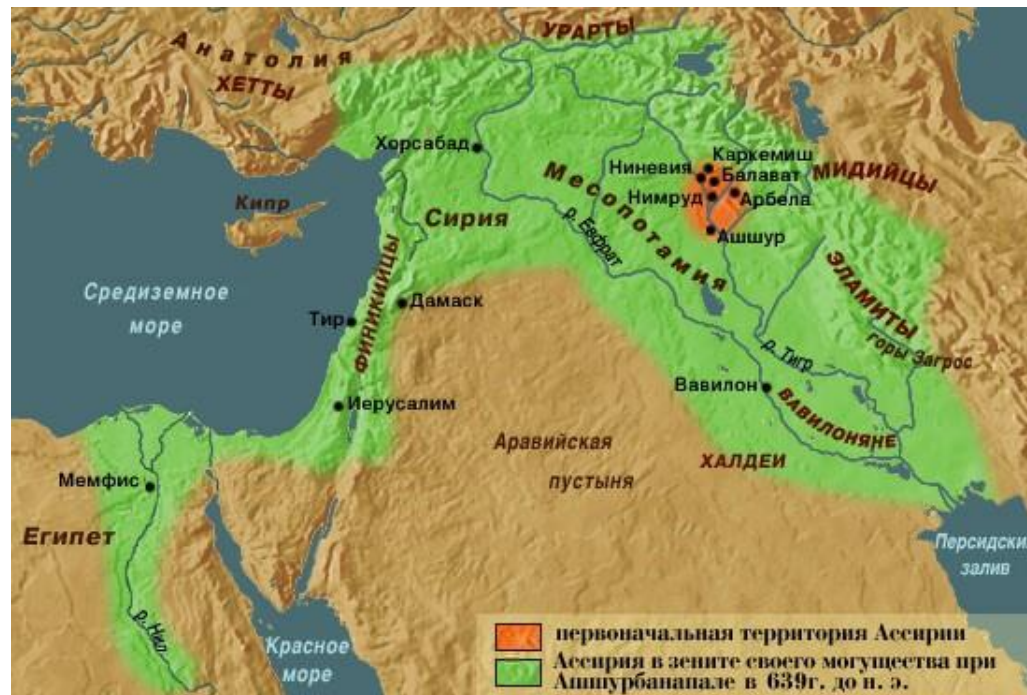 Анатолия
ХЕТТЫ
УРАРТЫ
Хорсабад
Каркемиш
Ниневия
Балават
МИДИЙЦЫ
Нимруд
Арбела
Месопотамия
Кипр
Сирия
Ашшур
р. Евфрат
ЭЛАМИТЫ
Средиземное
море
Дамаск
Тир
ФИНИКИЙЦЫ
горы Загрос
р. Тигр
Вавилон
Иерусалим
ВАВИЛОНЯНЕ
Аравийская
пустыня
ХАЛДЕИ
Мемфис
Египет
Персидски
залив
р. Нил
Красное
море
первоначальная территория Ассирии
Ассирия в зените своего могущества при
Ашшурбанапале в 639г. до н. э.